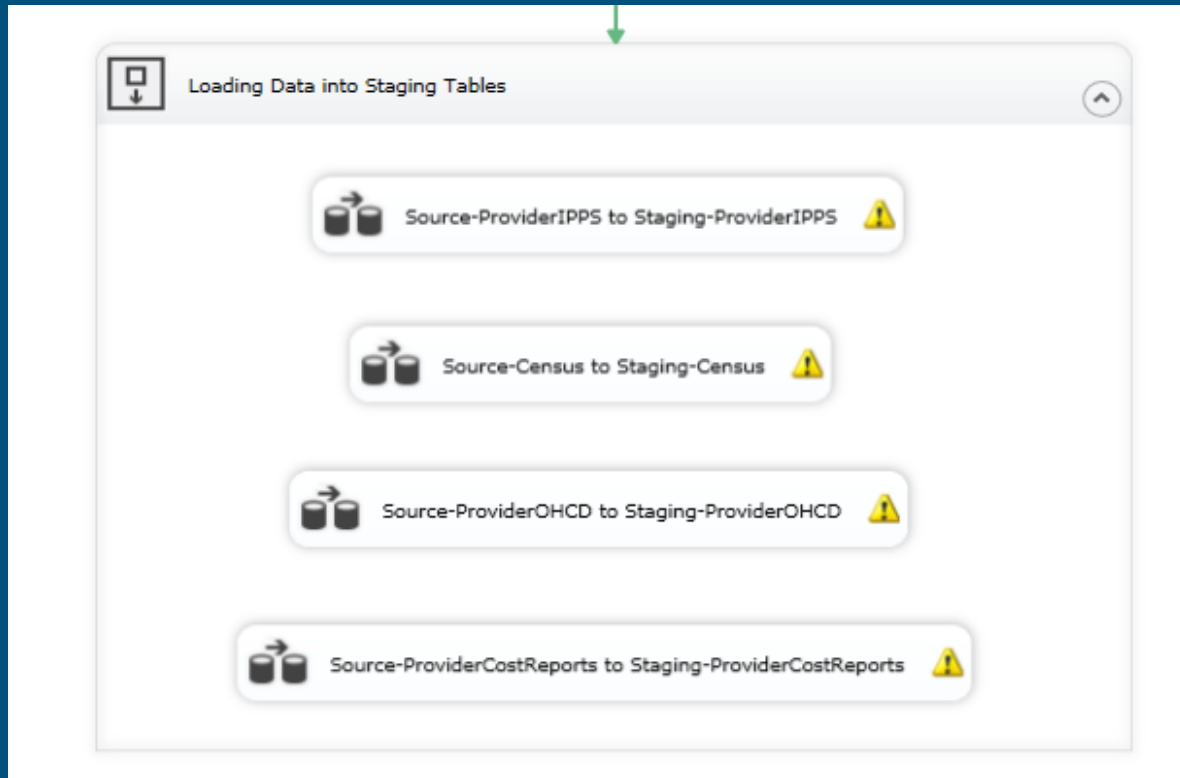 Loading Data into Staging Tables
Source-ProviderIPPS to Staging-ProviderIPPS
Source-Census to Staging-Census
Source-ProviderOHCD to Staging-ProviderOHCD
Source-ProviderCostReports to Staging-ProviderCostReports